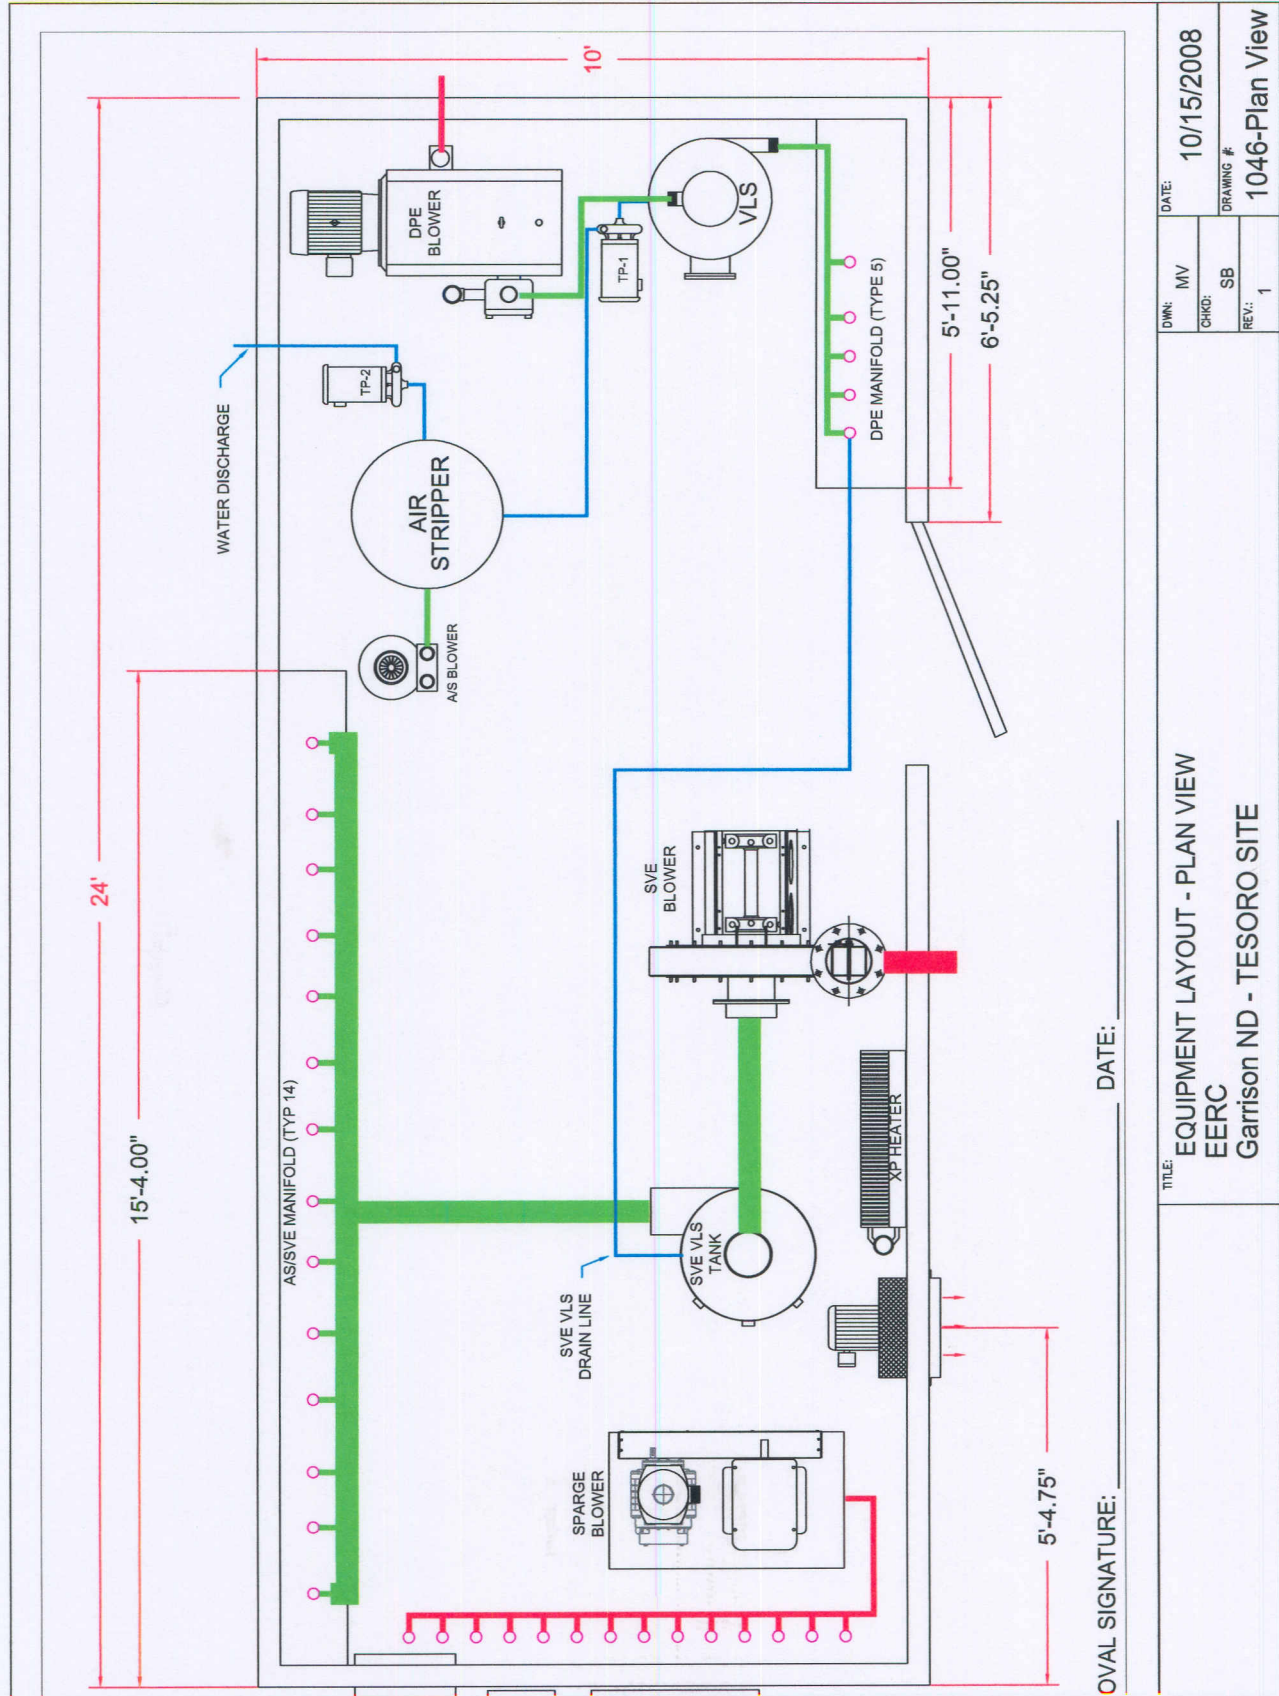 24'
15'-4.00"
10'
WATER DISCHARGE
DPE
BLOWER
TP-1
TP-2
VLS
AIR
STRIPPER
A/S BLOWER
DPE MANIFOLD (TYPE 5)
5'-11.00"
6'-5.25"
AS/SVE MANIFOLD (TYP 14)
SVE
BLOWER
SVE VLS
TANK
SVE VLS
DRAIN LINE
XP HEATER
SPARGE
BLOWER
5'-4.75"
OVAL SIGNATURE: DATE:
TITLE:
EQUIPMENT LAYOUT - PLAN VIEW
EERC
Garrison ND - TESORO SITE
DWN:
MV
CHKD:
SB
REV.:
1
DATE:
10/15/2008
DRAWING #:
1046-Plan View